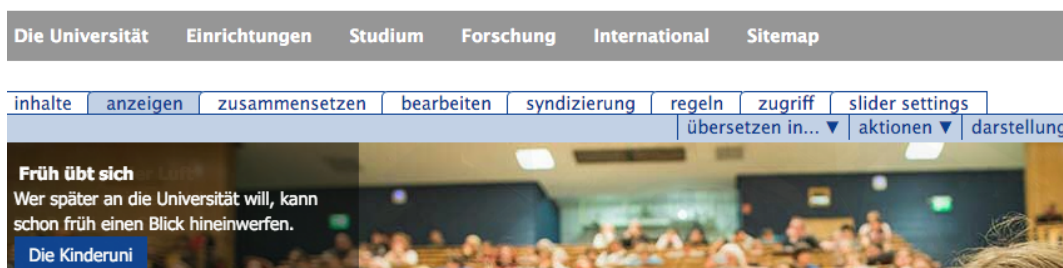 Die Universität Einrichtungen Studium Forschung International Sitemap
inhalte anzeigen zusammensetzen bearbeiten syndizierung regeln zugriff slider settings
übersetzen in... ▼ aktionen ▼ darstellung
Früh übt sich
Wer später an die Universität will, kann
schon früh einen Blick hineinwerfen.
Die Kinderuni